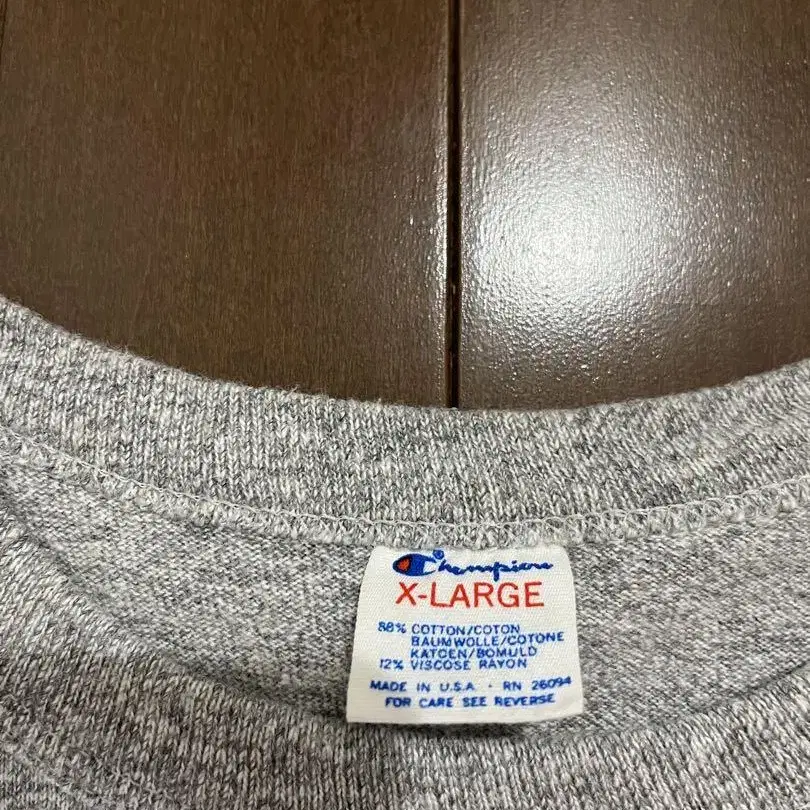 Champion®
X-LARGE
88% COTTON/COTON
BAUMWOLLE/COTONE
KATOEN/BOMULD
12% VISCOSE RAYON
MADE IN U.S.A. · RN 26094
FOR CARE SEE REVERSE